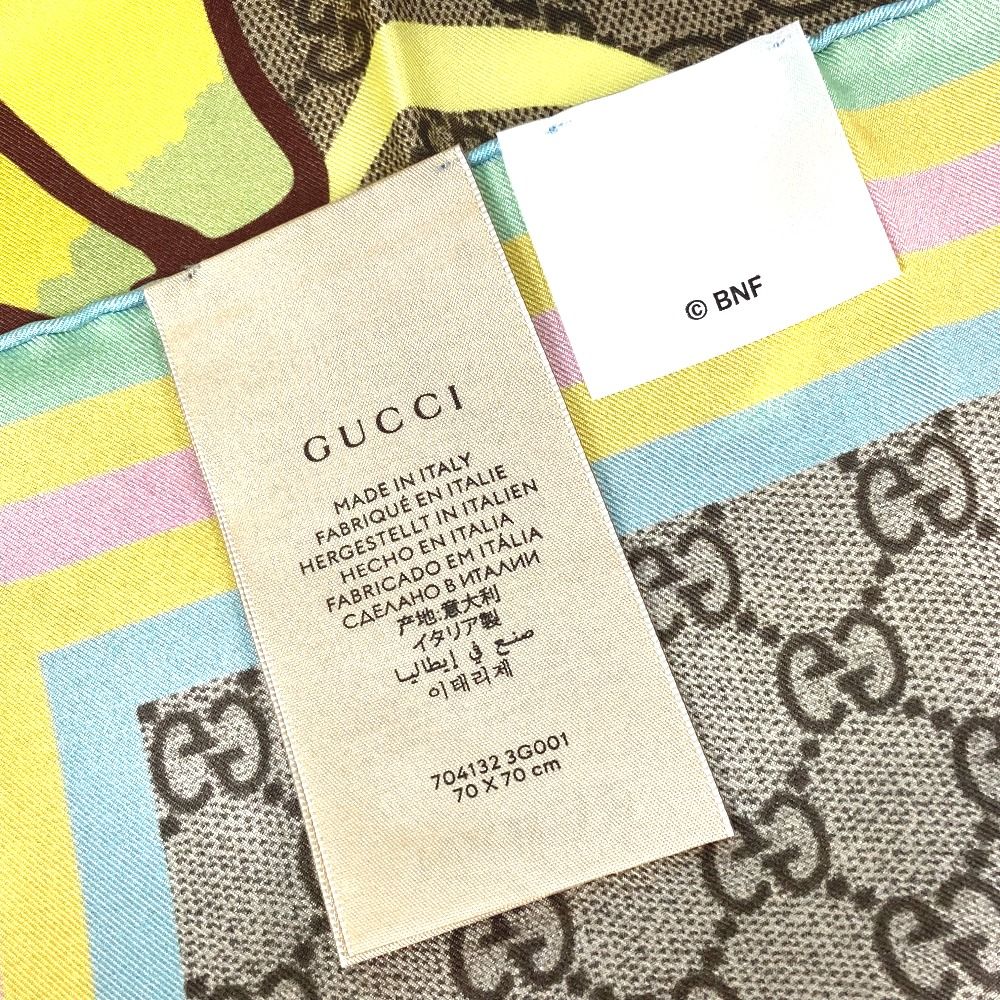 GUCCI
MADE IN ITALY
FABRIQUÉ EN ITALIE
HERGESTELLT IN ITALIEN
HECHO EN ITALIA
FABRICADO EM ITÁLIA
СДЕЛАНО В ИТАЛИИ
产地.意大利
イタリア製
صنع في إيطاليا
이태리제
704132 3G001
70 X 70 cm
© BNF